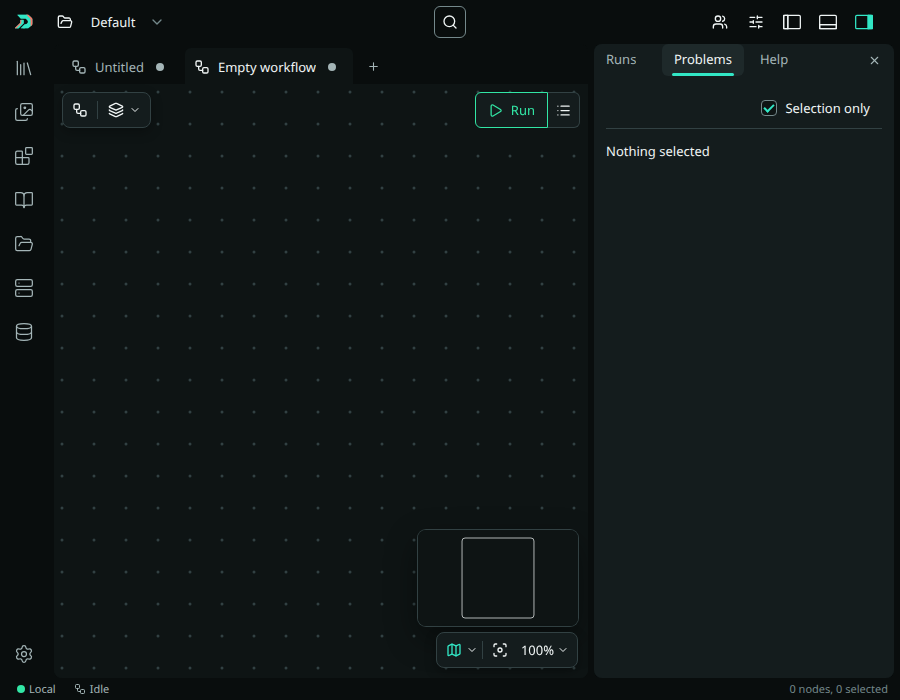 Default
Untitled
Empty workflow
Runs
Problems
Help
Run
Selection only
Nothing selected
100%
Local
Idle
0 nodes, 0 selected